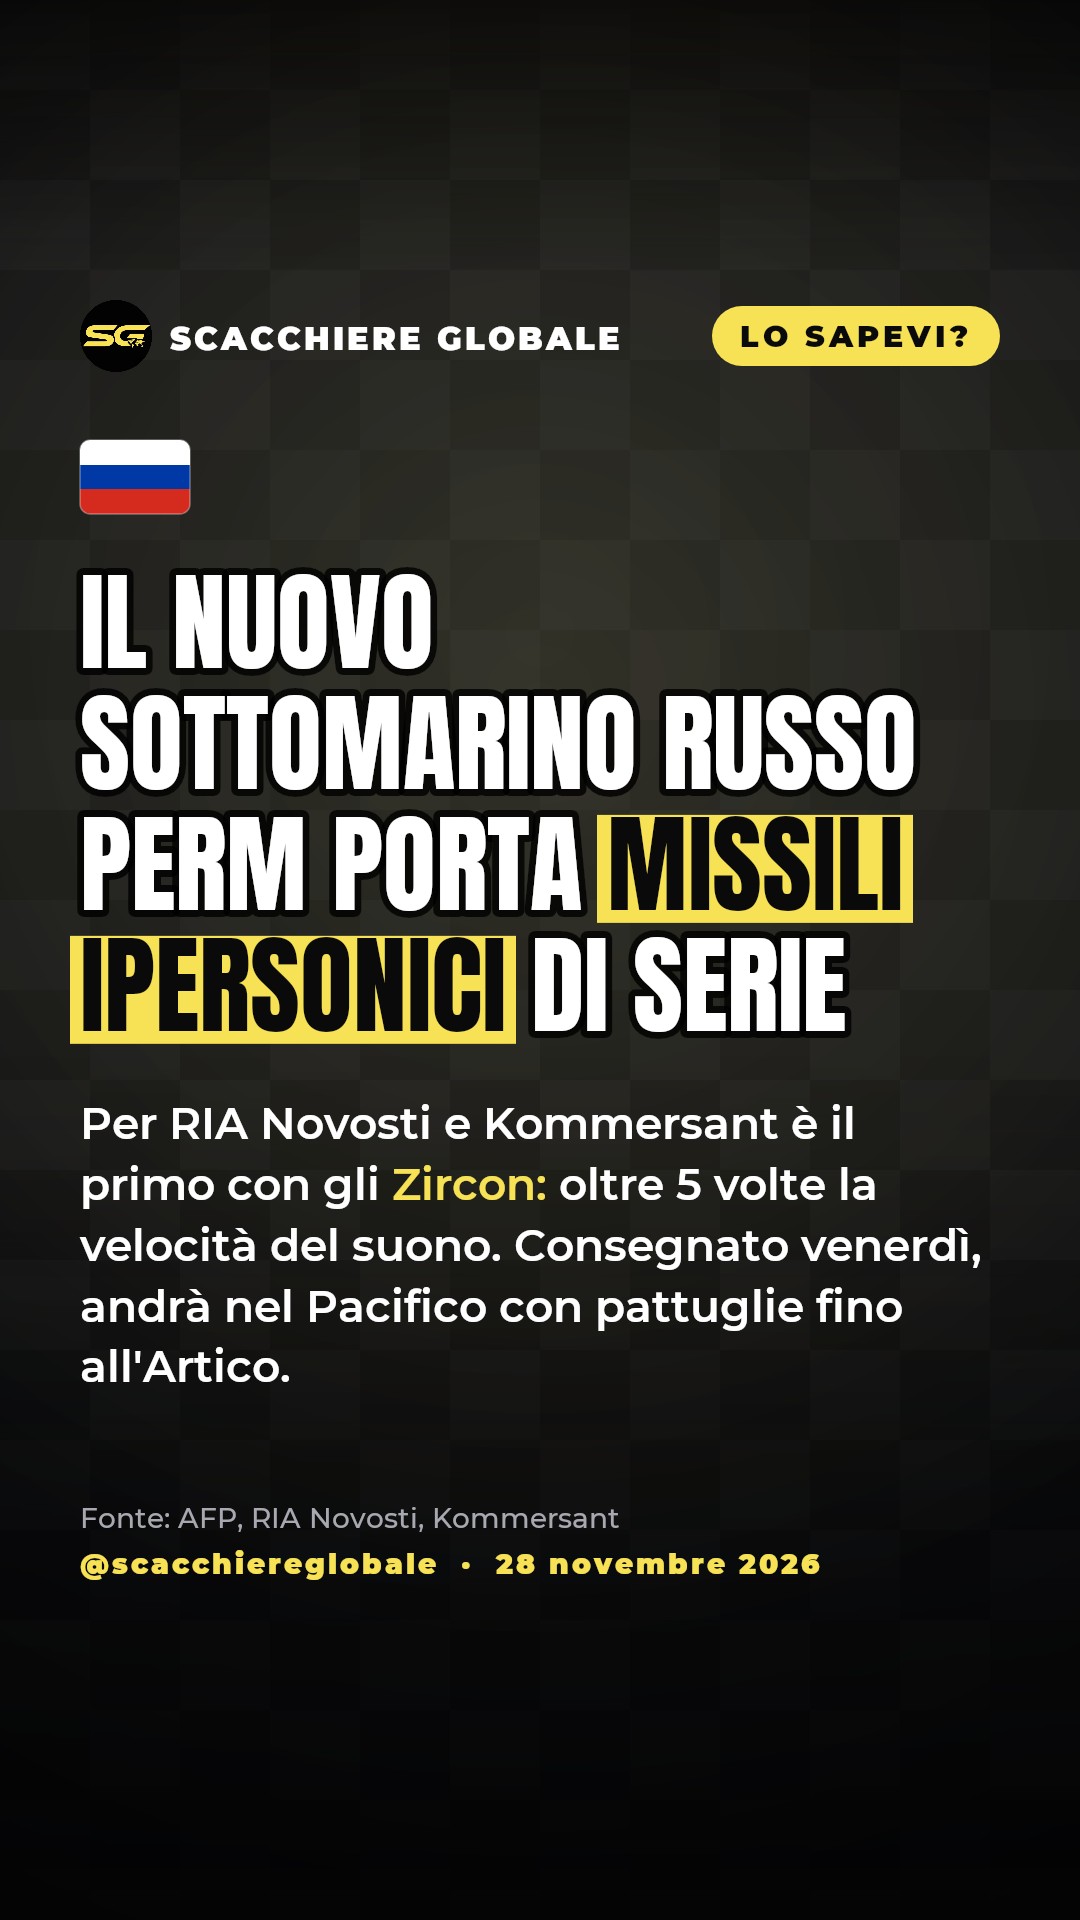 SG SCACCHIERE GLOBALE
LO SAPEVI?
IL NUOVO
SOTTOMARINO RUSSO
PERM PORTA MISSILI
IPERSONICI DI SERIE
Per RIA Novosti e Kommersant è il
primo con gli Zircon: oltre 5 volte la
velocità del suono. Consegnato venerdì,
andrà nel Pacifico con pattuglie fino
all'Artico.
Fonte: AFP, RIA Novosti, Kommersant
@scacchiereglobale · 28 novembre 2026